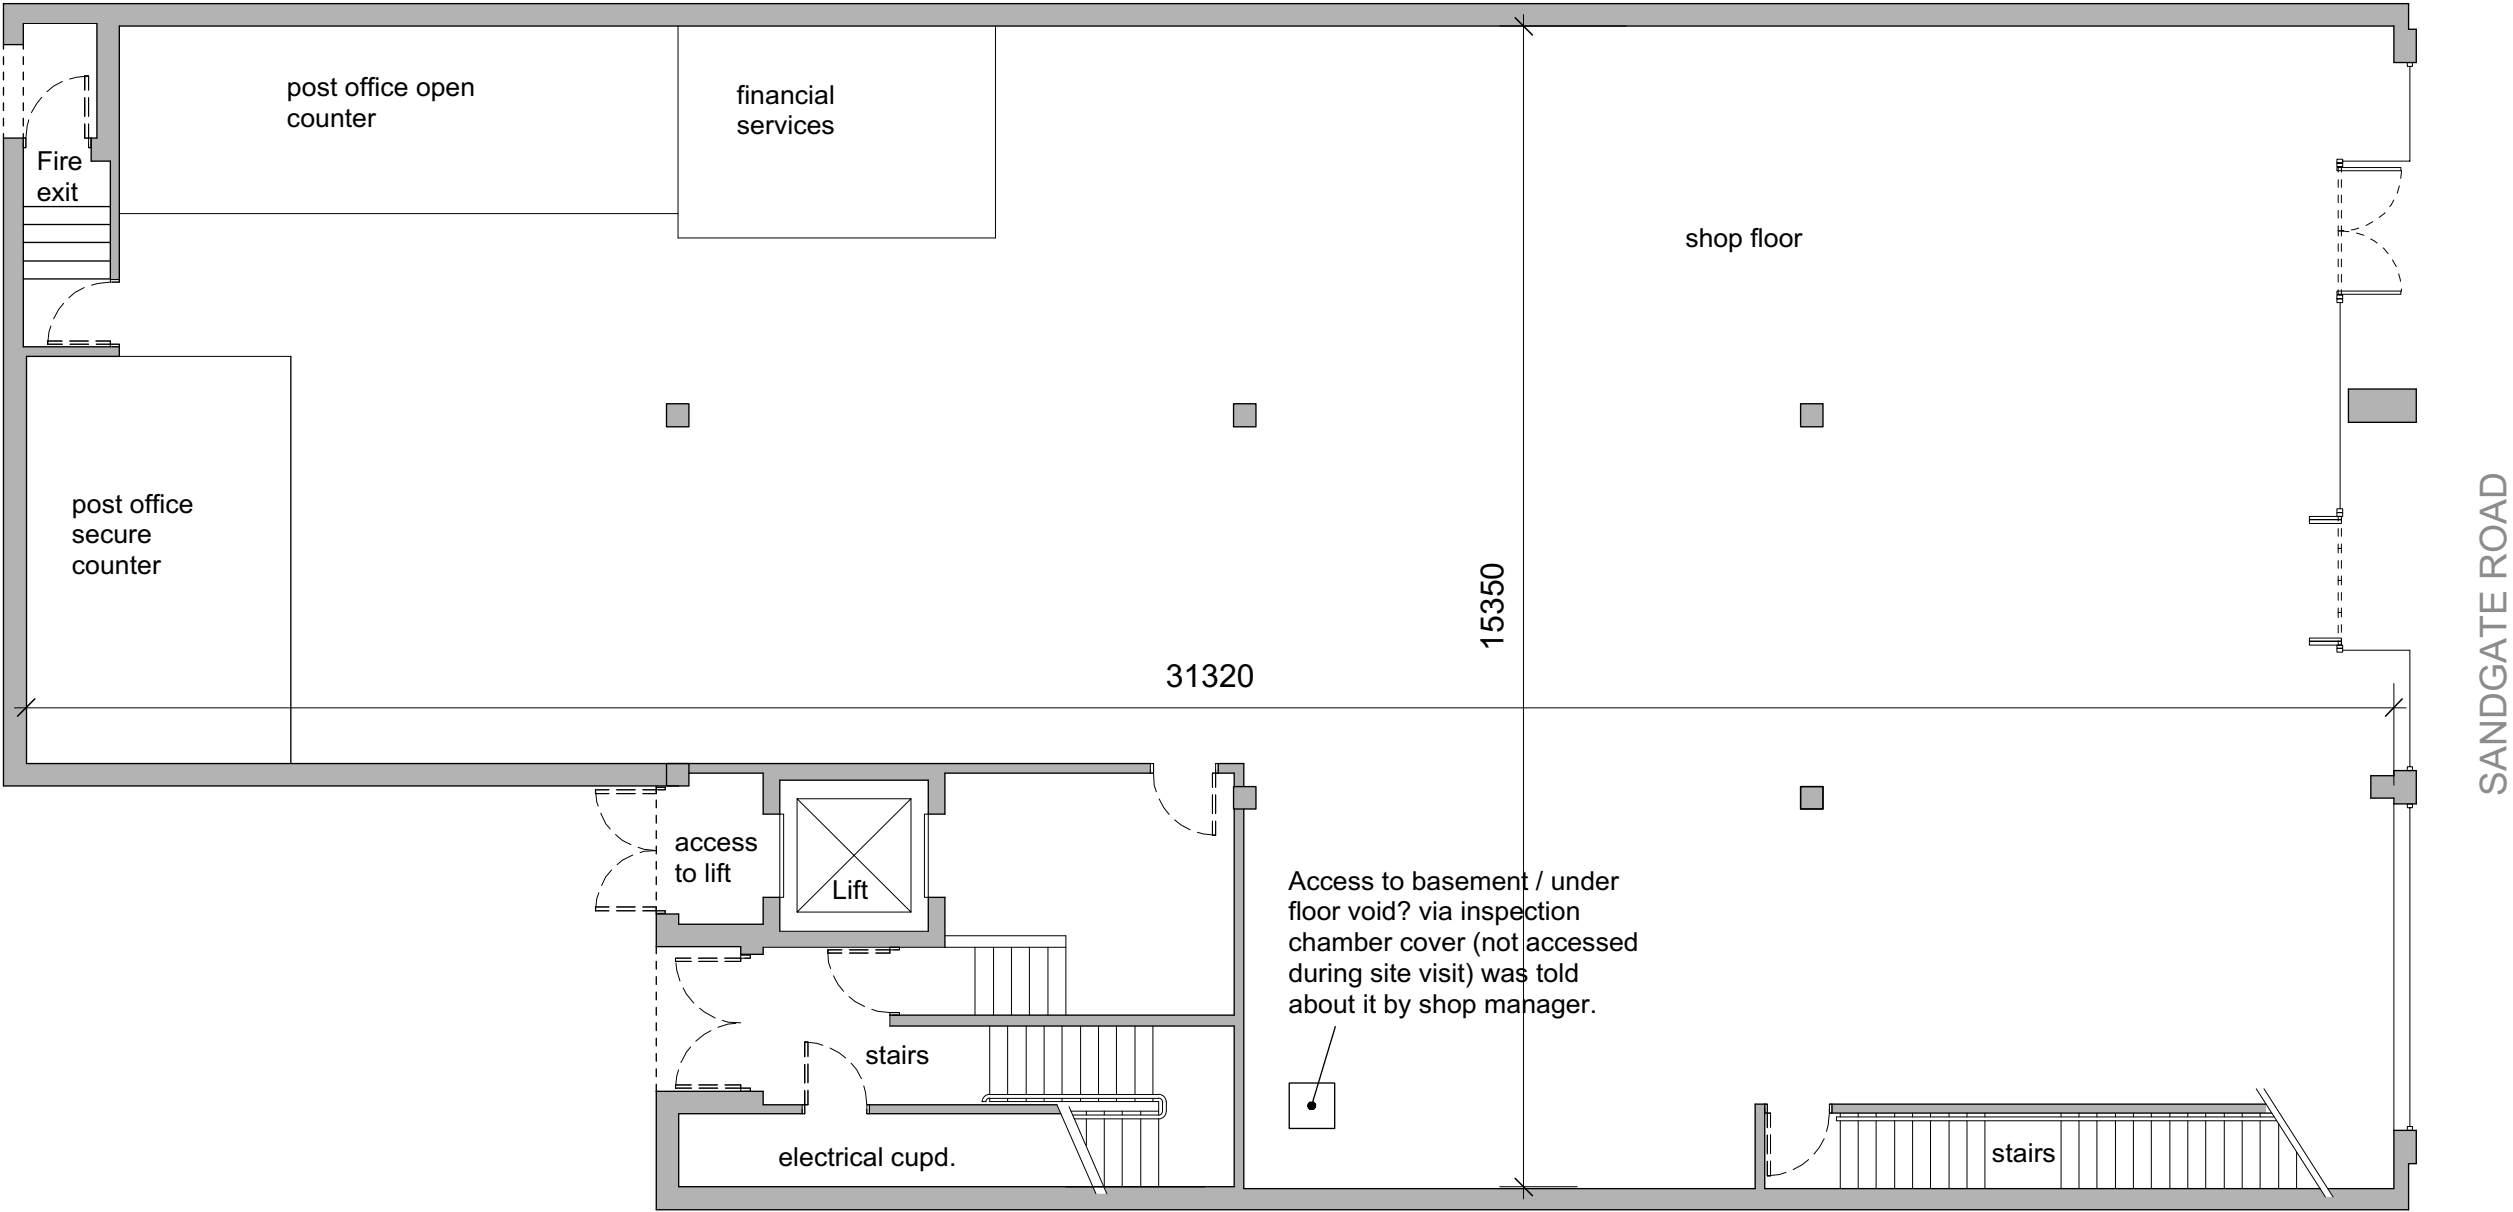 post office open
counter
financial
services
Fire
exit
shop floor
post office
secure
counter
SANDGATE ROAD
15350
31320
access
to lift
Lift
Access to basement / under
floor void? via inspection
chamber cover (not accessed
during site visit) was told
about it by shop manager.
stairs
electrical cupd.
stairs